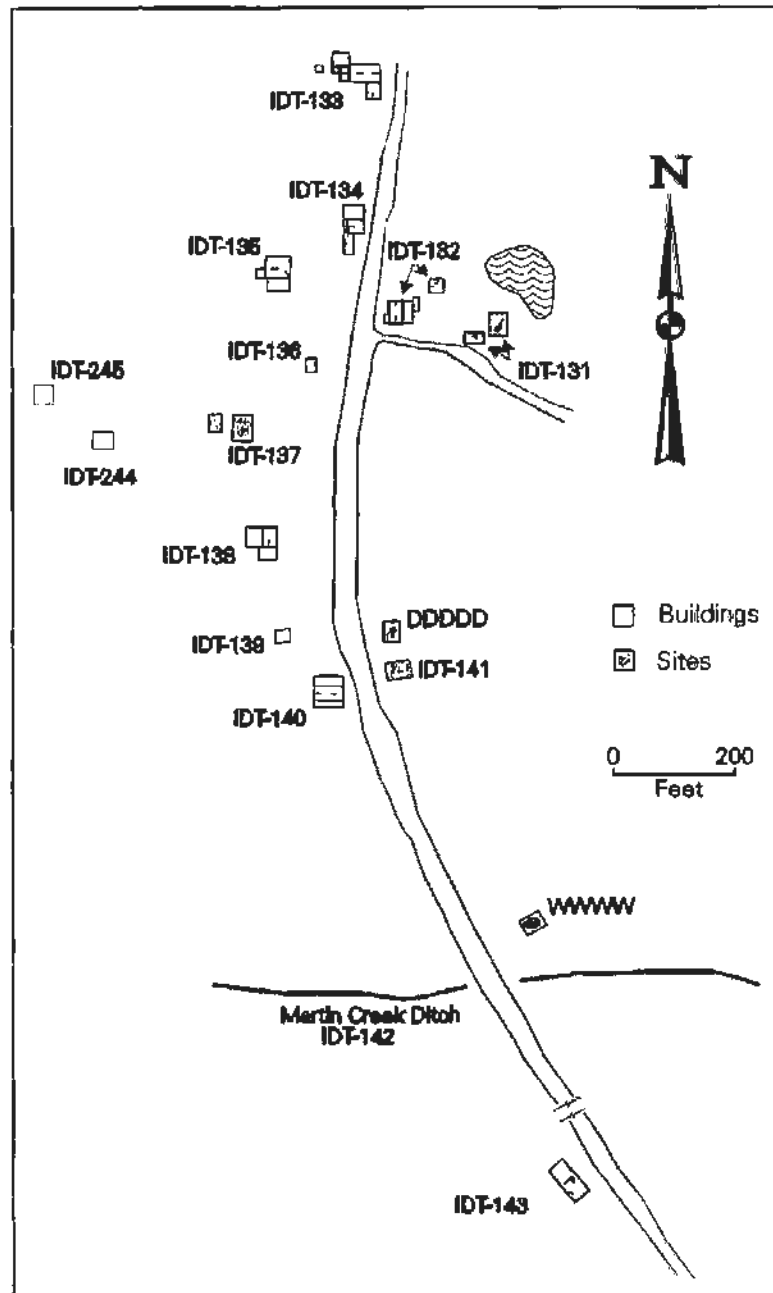 IDT-133
N
IDT-134
IDT-132
IDT-135
IDT-136
IDT-131
IDT-245
IDT-137
IDT-244
IDT-138
DDDDD
Buildings
IDT-139
IDT-141
Sites
IDT-140
0 200
Feet
WWWWW
Martin Creek Ditch
IDT-142
IDT-143